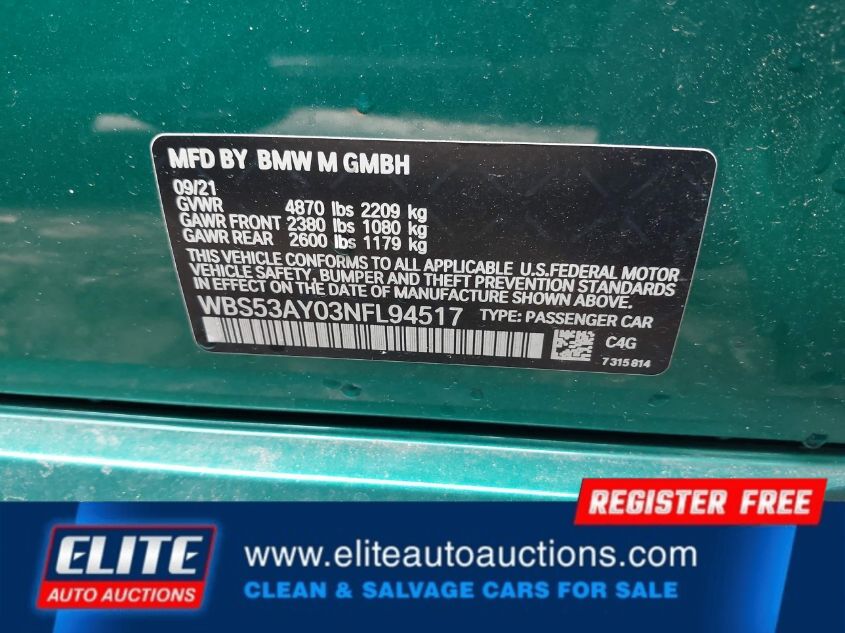 MFD BY BMW M GMBH
09/21
GVWR 4870 lbs 2209 kg
GAWR FRONT 2380 lbs 1080 kg
GAWR REAR 2600 lbs 1179 kg
THIS VEHICLE CONFORMS TO ALL APPLICABLE U.S.FEDERAL MOTOR
VEHICLE SAFETY, BUMPER AND THEFT PREVENTION STANDARDS
IN EFFECT ON THE DATE OF MANUFACTURE SHOWN ABOVE.
WBS53AY03NFL94517 TYPE: PASSENGER CAR
C4G
7315814
REGISTER FREE
ELITE
AUTO AUCTIONS
www.eliteautoauctions.com
CLEAN & SALVAGE CARS FOR SALE